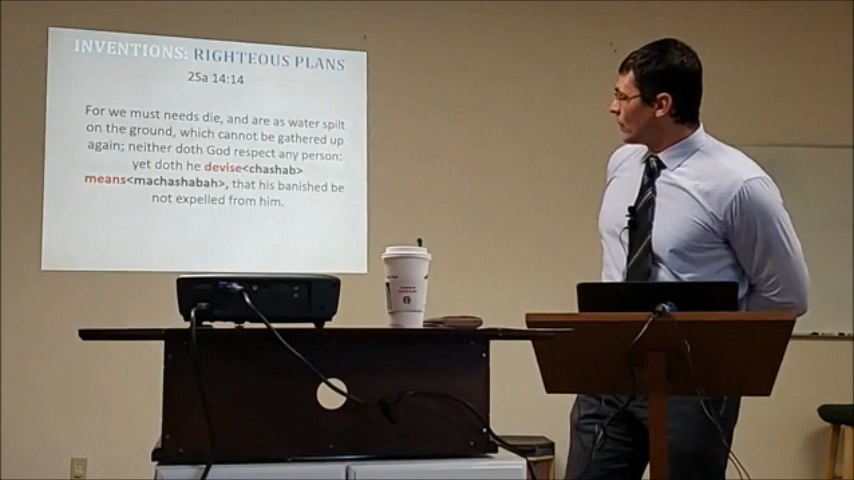 INVENTIONS: RIGHTEOUS PLANS
2Sa 14:14
For we must needs die, and are as water spilt
on the ground, which cannot be gathered up
again; neither doth God respect any person:
yet doth he devise<chashab>
means<machashabah>, that his banished be
not expelled from him.